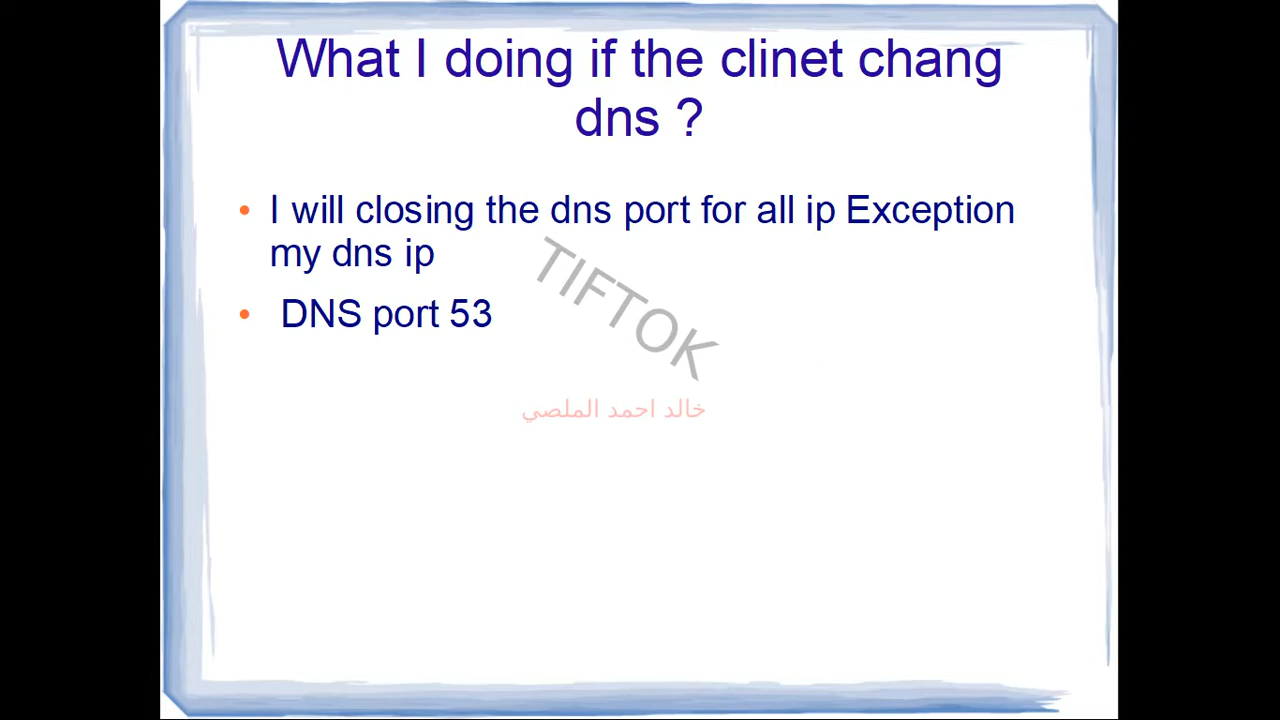 What I doing if the clinet chang
dns ?
• I will closing the dns port for all ip Exception
my dns ip
• DNS port 53
TIFTOK
خالد احمد الملصي